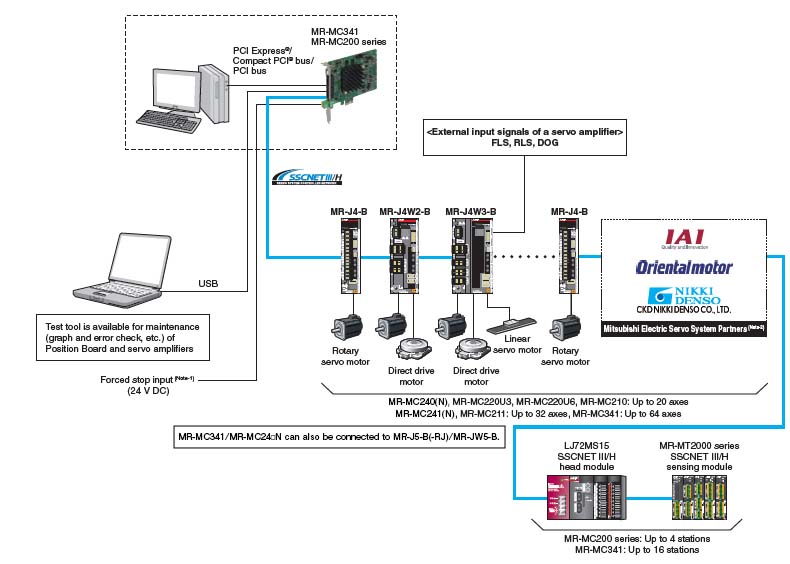 MR-MC341
MR-MC200 series
PCI Express®/
Compact PCI® bus/
PCI bus
<External input signals of a servo amplifier>
FLS, RLS, DOG
SSCNETIII/H
SERVO SYSTEM CONTROLLER NETWORK
MR-J4-B MR-J4W2-B MR-J4W3-B MR-J4-B
IAI
Quality and Innovation
Orientalmotor
NIKKI
DENSO
CKD NIKKI DENSO CO., LTD.
Mitsubishi Electric Servo System Partners (Note-2)
USB
Test tool is available for maintenance
(graph and error check, etc.) of
Position Board and servo amplifiers
Forced stop input (Note-1)
(24 V DC)
Rotary
servo motor
Direct drive
motor
Direct drive
motor
Linear
servo motor
Rotary
servo motor
MR-MC240(N), MR-MC220U3, MR-MC220U6, MR-MC210: Up to 20 axes
MR-MC241(N), MR-MC211: Up to 32 axes, MR-MC341: Up to 64 axes
MR-MC341/MR-MC24□N can also be connected to MR-J5-B(-RJ)/MR-JW5-B.
LJ72MS15
SSCNET III/H
head module
MR-MT2000 series
SSCNET III/H
sensing module
MR-MC200 series: Up to 4 stations
MR-MC341: Up to 16 stations